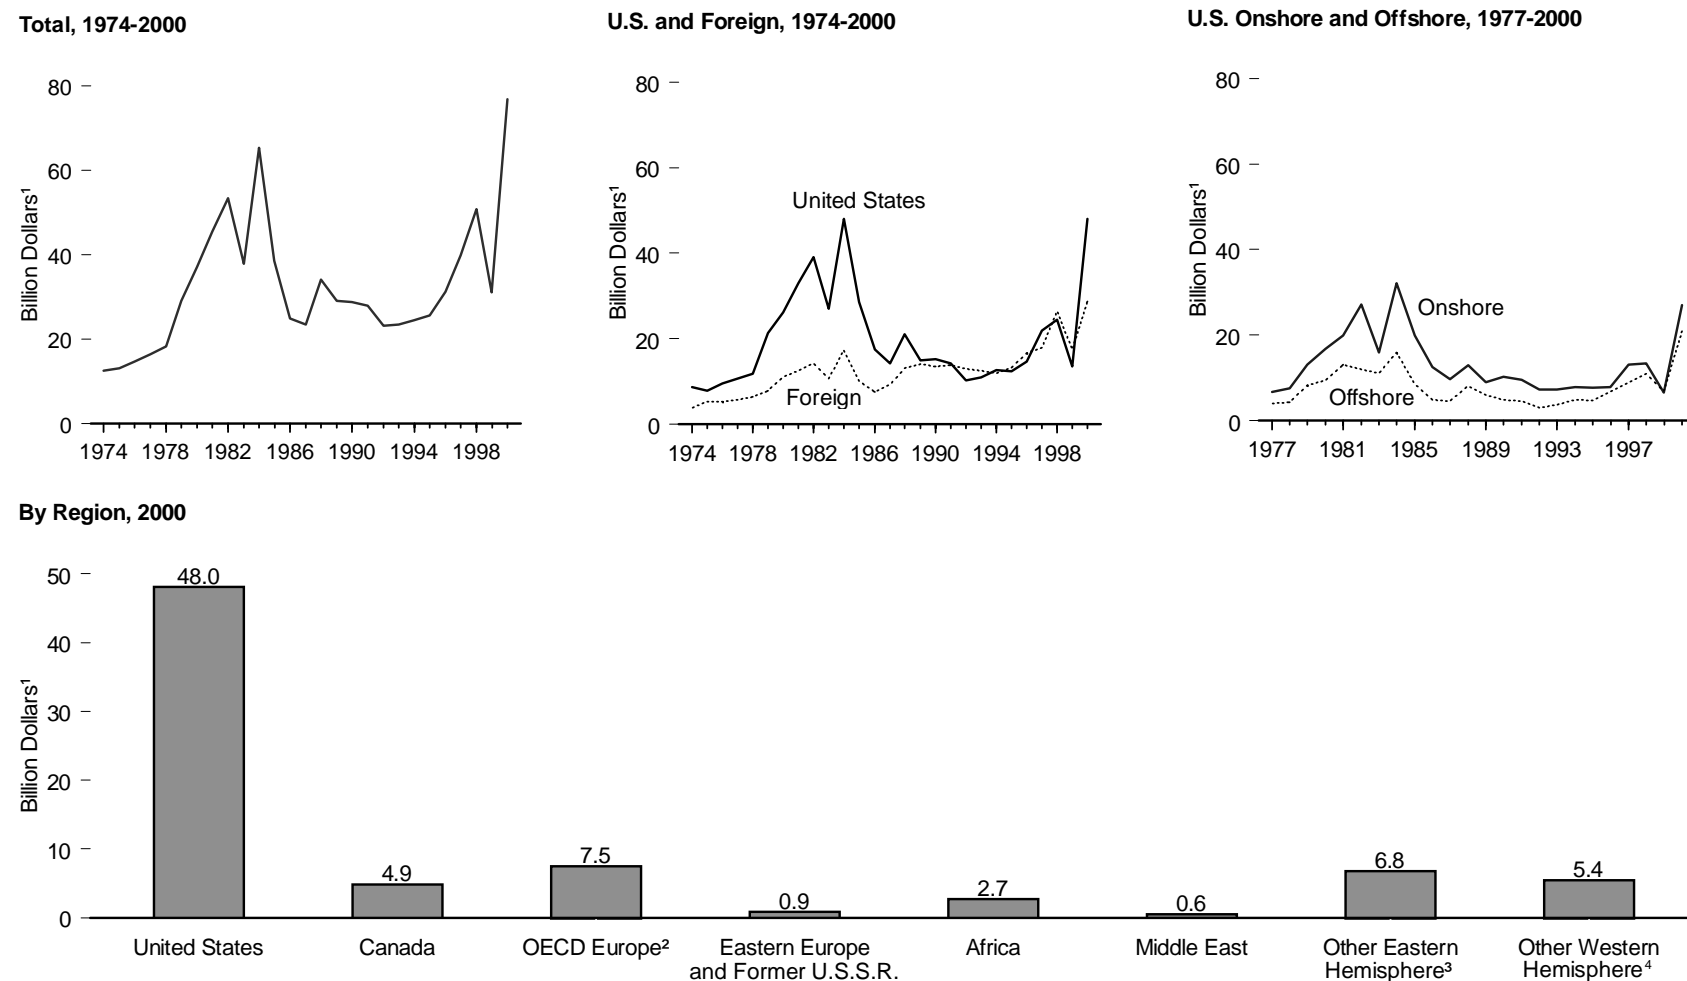 Total, 1974-2000
80
60
40
20
0
Billion Dollars¹
1974 1978 1982 1986 1990 1994 1998
U.S. and Foreign, 1974-2000
80
60
40
20
0
Billion Dollars¹
United States
Foreign
1974 1978 1982 1986 1990 1994 1998
U.S. Onshore and Offshore, 1977-2000
80
60
40
20
0
Billion Dollars¹
Onshore
Offshore
1977 1981 1985 1989 1993 1997
By Region, 2000
50
40
30
20
10
0
Billion Dollars¹
48.0
4.9
7.5
0.9
2.7
0.6
6.8
5.4
United States
Canada
OECD Europe²
Eastern Europe
and Former U.S.S.R.
Africa
Middle East
Other Eastern
Hemisphere³
Other Western
Hemisphere⁴